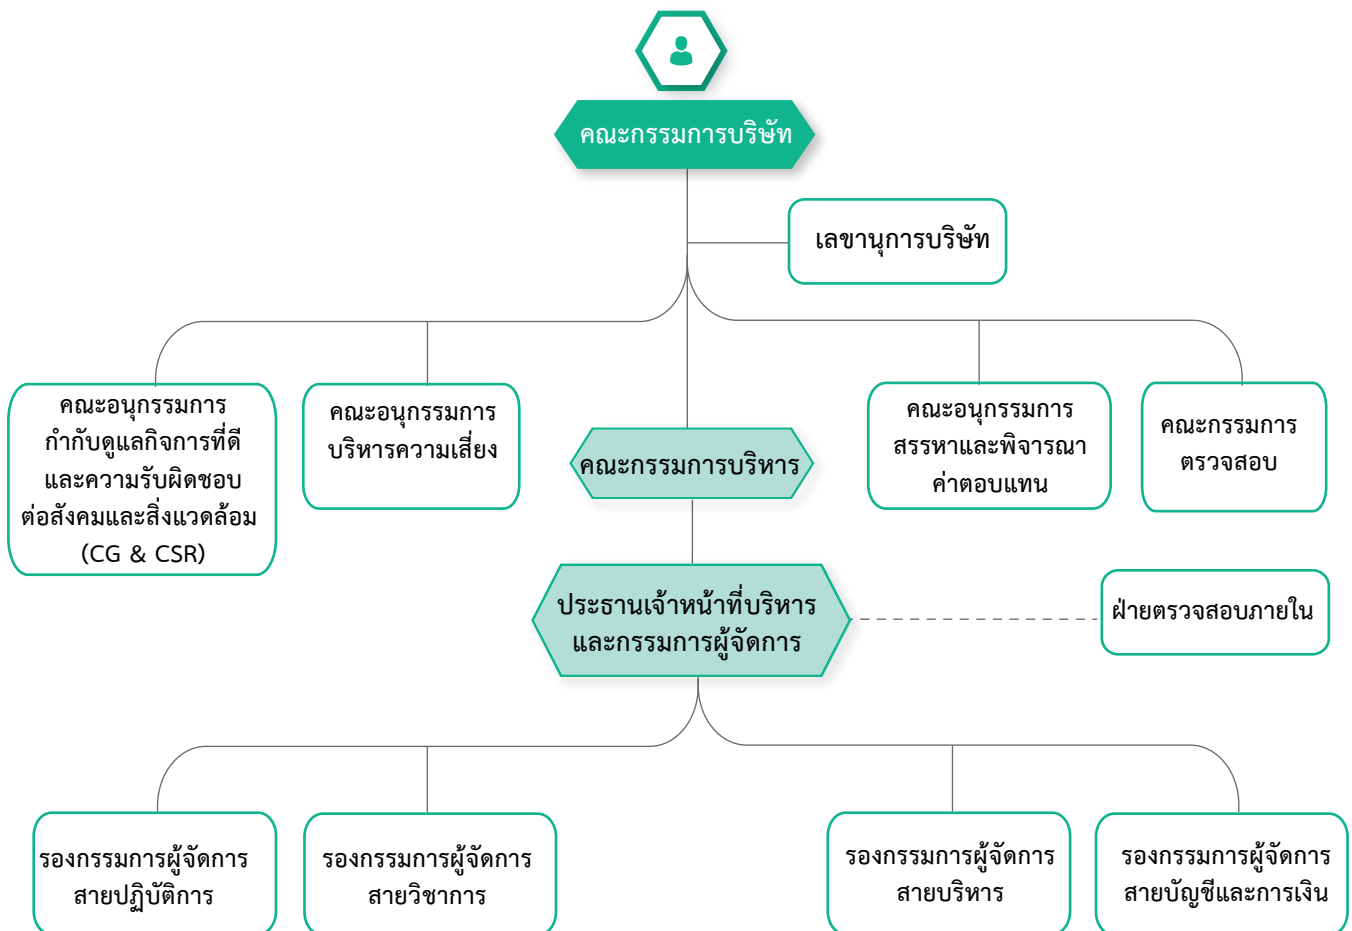 คณะกรรมการบริษัท
เลขานุการบริษัท
คณะอนุกรรมการ
กำกับดูแลกิจการที่ดี
และความรับผิดชอบ
ต่อสังคมและสิ่งแวดล้อม
(CG & CSR)
คณะอนุกรรมการ
บริหารความเสี่ยง
คณะกรรมการบริหาร
คณะอนุกรรมการ
สรรหาและพิจารณา
ค่าตอบแทน
คณะกรรมการ
ตรวจสอบ
ประธานเจ้าหน้าที่บริหาร
และกรรมการผู้จัดการ
ฝ่ายตรวจสอบภายใน
รองกรรมการผู้จัดการ
สายปฏิบัติการ
รองกรรมการผู้จัดการ
สายวิชาการ
รองกรรมการผู้จัดการ
สายบริหาร
รองกรรมการผู้จัดการ
สายบัญชีและการเงิน